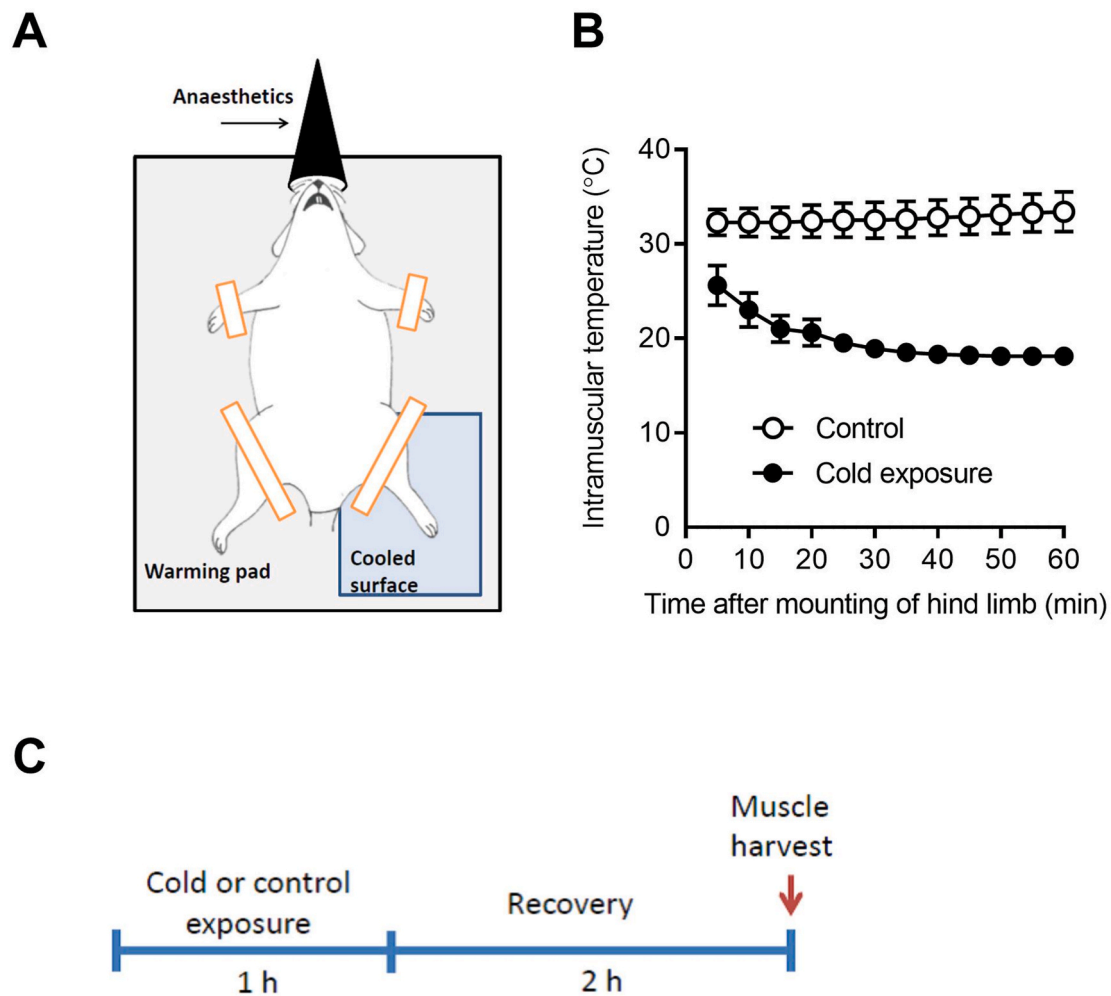 A
Anaesthetics
Warming pad
Cooled
surface
B
Intramuscular temperature (°C)
40
30
20
10
0
Control
Cold exposure
0 10 20 30 40 50 60
Time after mounting of hind limb (min)
C
Cold or control
exposure
1 h
Recovery
2 h
Muscle
harvest